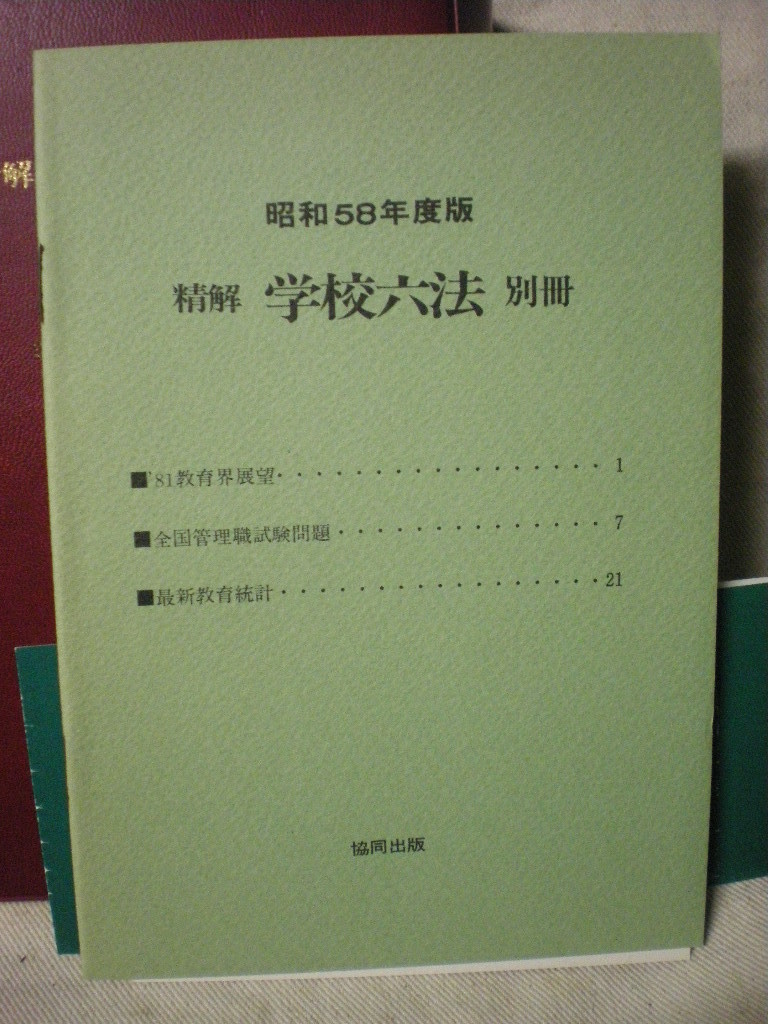 解
昭和58年度版
精解 学校六法 別冊
■'81教育界展望・・・・・・・・・・・・・・・・・1
■全国管理職試験問題・・・・・・・・・・・・・・7
■最新教育統計・・・・・・・・・・・・・・・・・21
協同出版